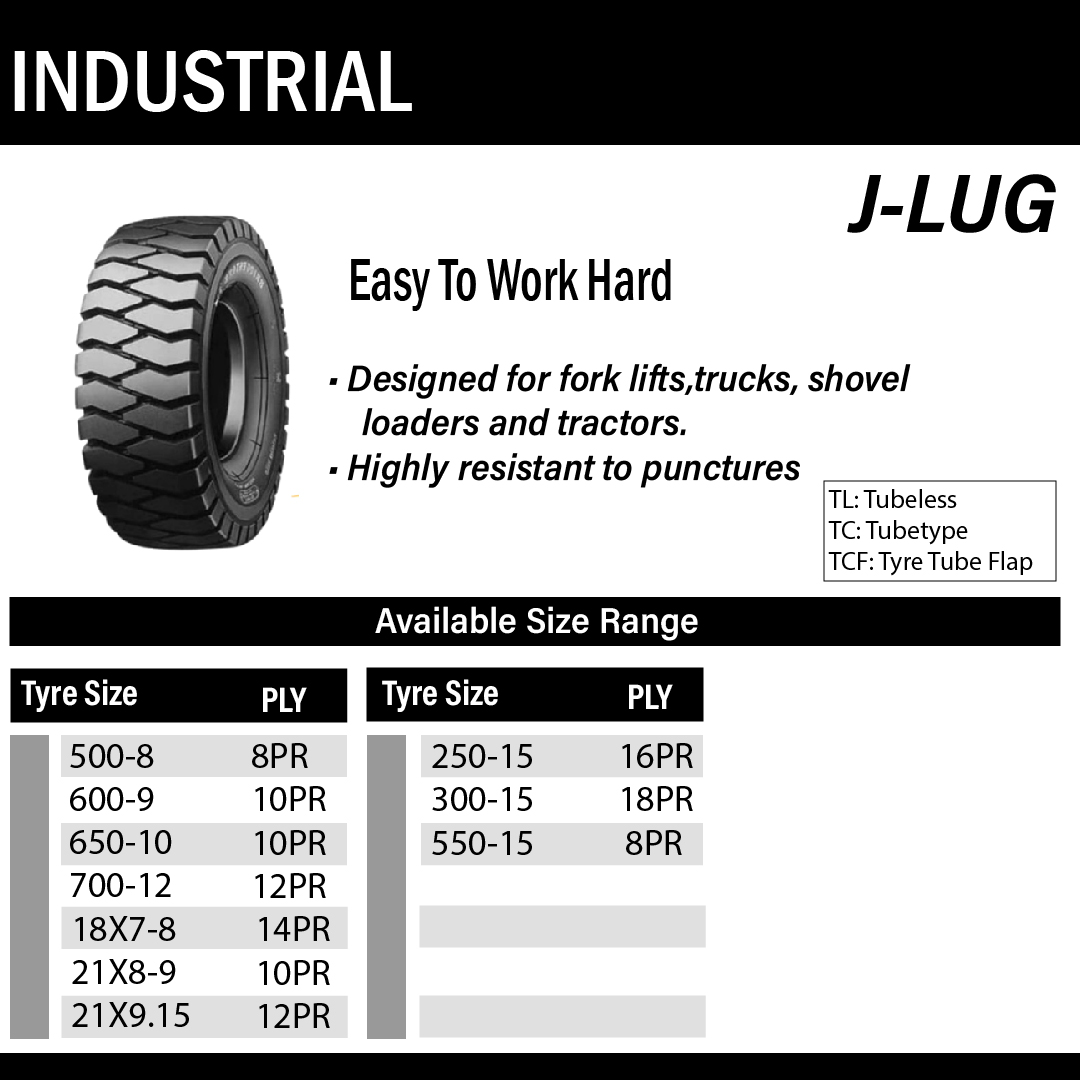 INDUSTRIAL
J-LUG
Easy To Work Hard
· Designed for fork lifts,trucks, shovel
loaders and tractors.
· Highly resistant to punctures
TL: Tubeless
TC: Tubetype
TCF: Tyre Tube Flap
Available Size Range
Tyre Size PLY
500-8 8PR
600-9 10PR
650-10 10PR
700-12 12PR
18X7-8 14PR
21X8-9 10PR
21X9.15 12PR
Tyre Size PLY
250-15 16PR
300-15 18PR
550-15 8PR